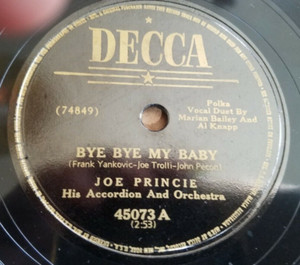 DECCA
(74849)
Polka
Vocal Duet By
Marian Bailey And
Al Knapp
BYE BYE MY BABY
(Frank Yankovic-Joe Trolli-John Pecon)
JOE PRINCIE
His Accordion And Orchestra
45073 A
(2:53)